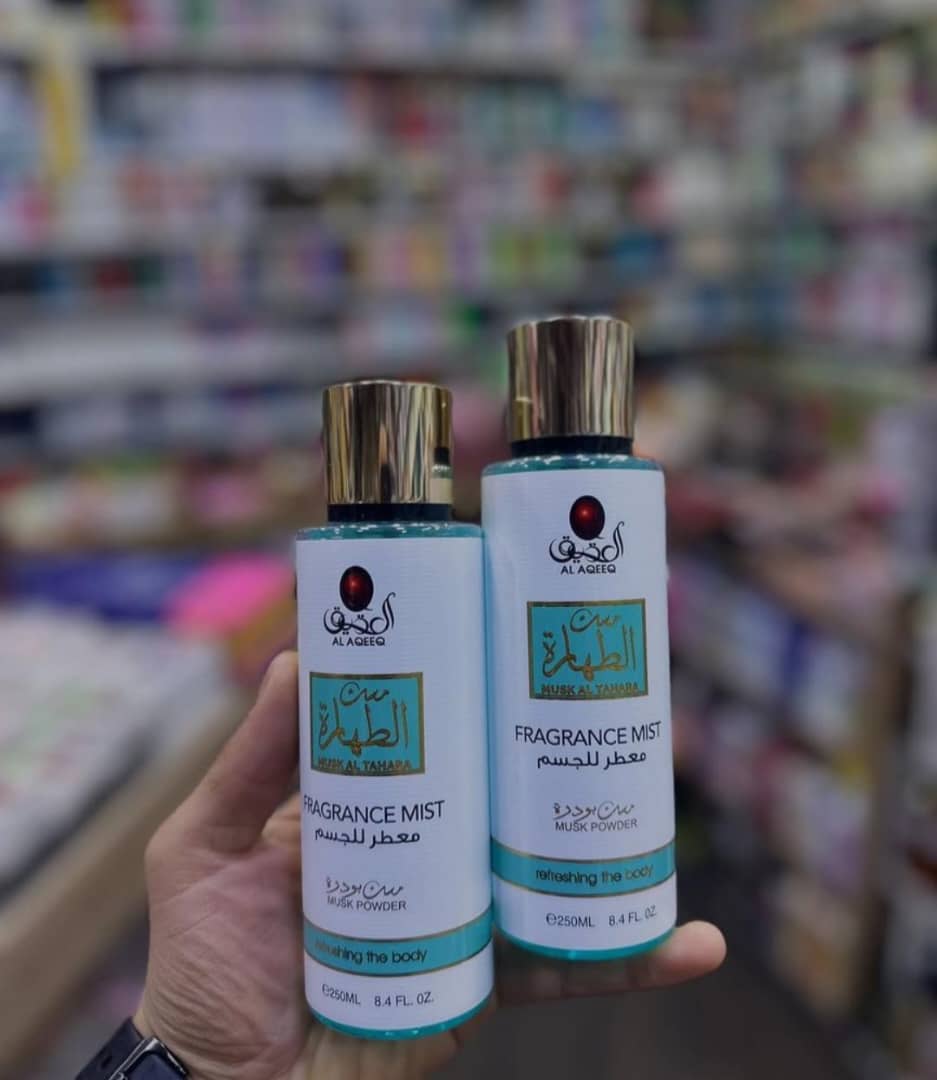 العقيق
AL AQEEQ
مسك
الطهارة
MUSK AL TAHARA
FRAGRANCE MIST
معطر للجسم
مسك بودرة
MUSK POWDER
refreshing the body
℮250ML 8.4 FL. OZ.
العقيق
AL AQEEQ
مسك
الطهارة
MUSK AL TAHARA
FRAGRANCE MIST
معطر للجسم
مسك بودرة
MUSK POWDER
refreshing the body
℮250ML 8.4 FL. OZ.